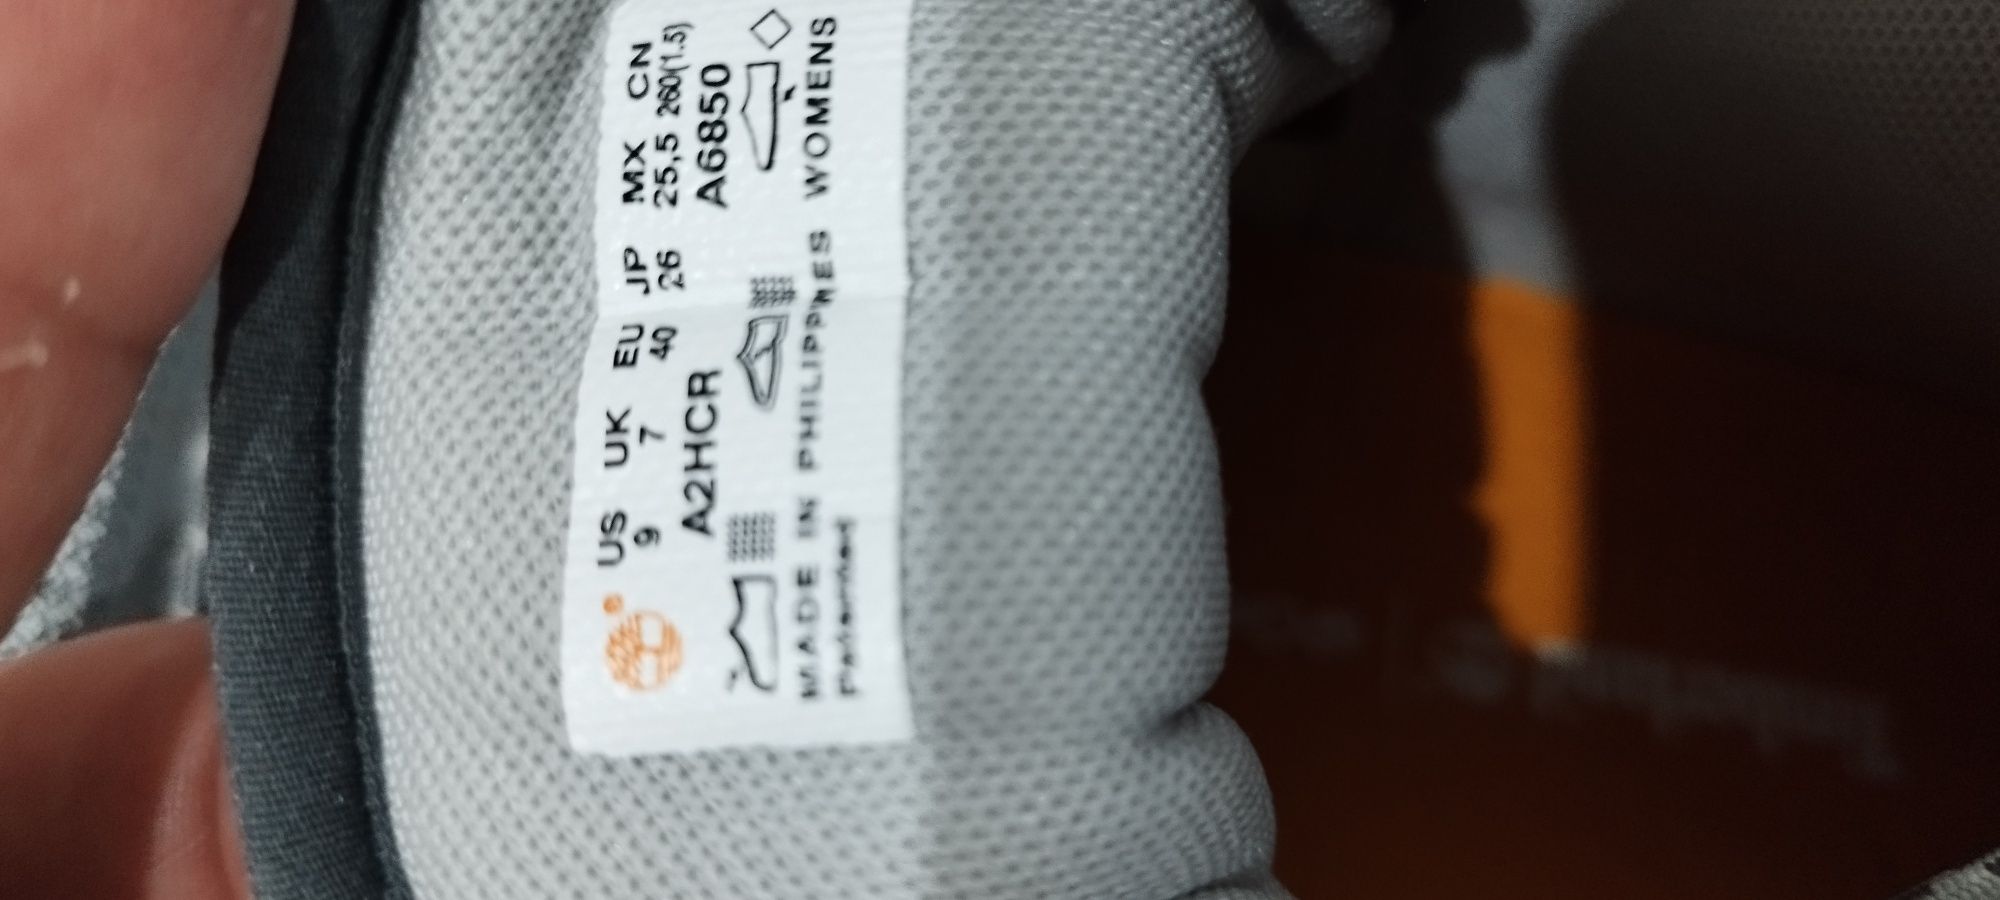 US UK EU JP MX CN
9 7 40 26 25,5 260(1.5)
A2HCR A6850
MADE IN PHILIPPINES WOMENS
Patented
Timberland